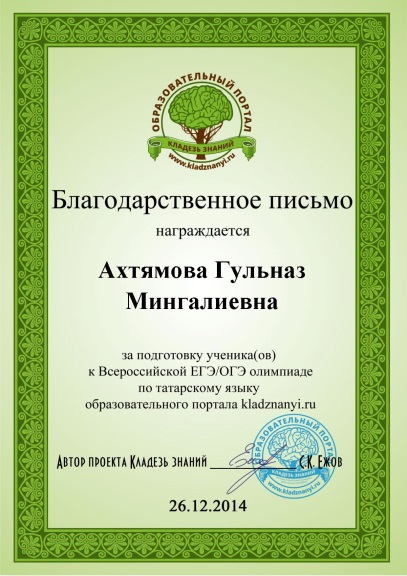 ОБРАЗОВАТЕЛЬНЫЙ ПОРТАЛ
КЛАДЕЗЬ ЗНАНИЙ
www.kladznanyi.ru
Благодарственное письмо
награждается
Ахтямова Гульназ
Мингалиевна
за подготовку ученика(ов)
к Всероссийской ЕГЭ/ОГЭ олимпиаде
по татарскому языку
образовательного портала kladznanyi.ru
ОБРАЗОВАТЕЛЬНЫЙ ПОРТАЛ
www.kladznanyi.ru
Автор проекта Кладезь знаний ____________ С.К. Ежов
26.12.2014